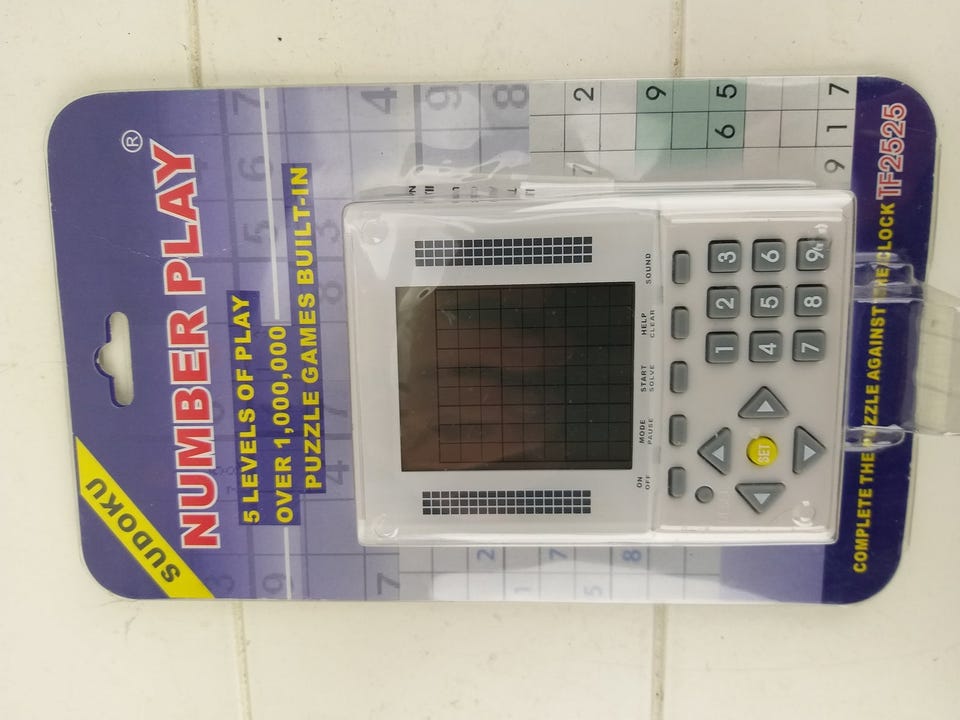 SUDOKU
NUMBER PLAY®
5 LEVELS OF PLAY
OVER 1,000,000
PUZZLE GAMES BUILT-IN
ON MODE START HELP SOUND
OFF PAUSE SOLVE CLEAR
1 2 3
4 5 6
7 8 9
SET
COMPLETE THE PUZZLE AGAINST THE CLOCK TF2525